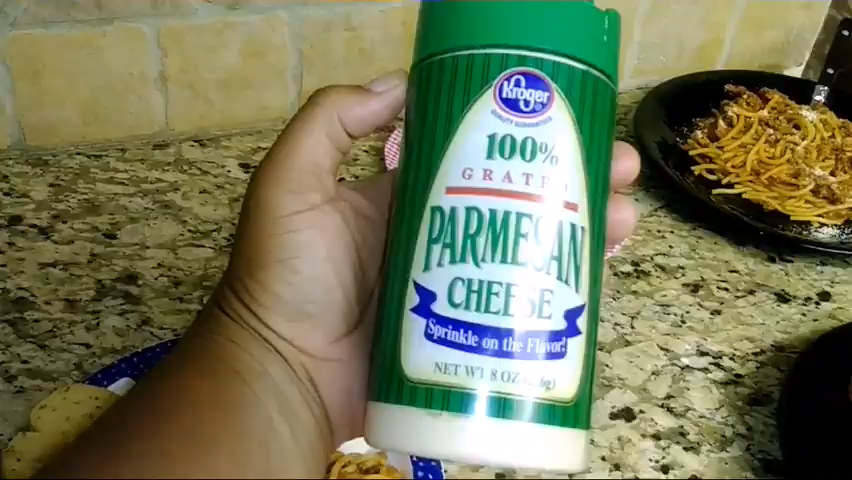 Kroger
QUALITY GUARANTEED
100%
GRATED
PARMESAN
CHEESE
Sprinkle on the Flavor!
NET WT 8 OZ